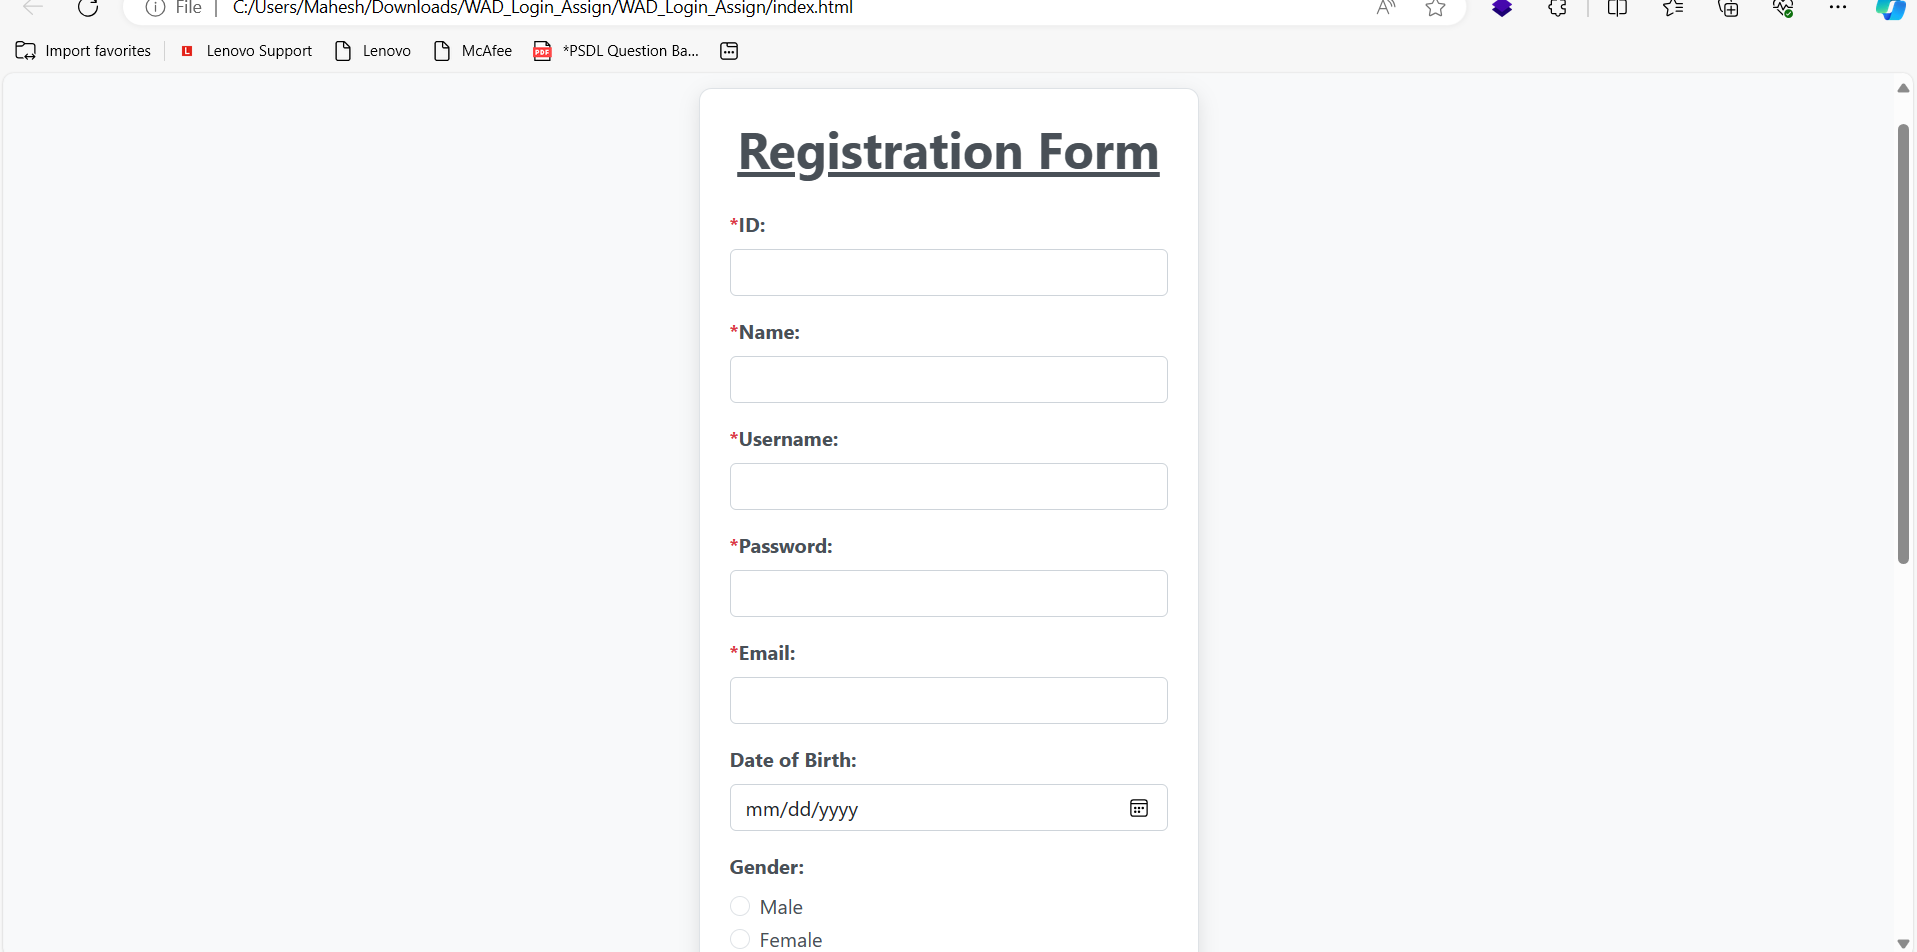 File | C:/Users/Mahesh/Downloads/WAD_Login_Assign/WAD_Login_Assign/index.html
Import favorites L Lenovo Support Lenovo McAfee PDF *PSDL Question Ba...
Registration Form
*ID:
*Name:
*Username:
*Password:
*Email:
Date of Birth:
mm/dd/yyyy
Gender:
Male
Female